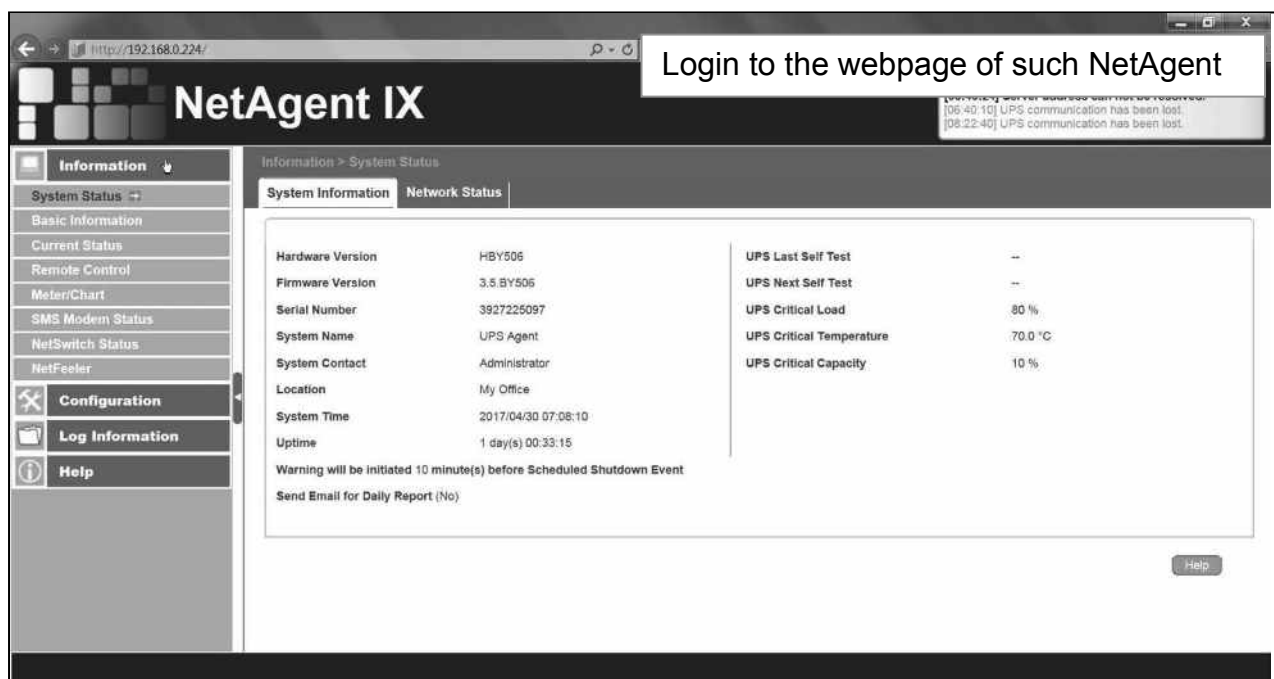 http://192.168.0.224/
Login to the webpage of such NetAgent
NetAgent IX
[06:40:10] UPS communication has been lost.
[08:22:40] UPS communication has been lost.
Information
System Status
Basic Information
Current Status
Remote Control
Meter/Chart
SMS Modem Status
NetSwitch Status
NetFeeler
Configuration
Log Information
Help
Information > System Status
System Information Network Status
Hardware Version HBY506 UPS Last Self Test --
Firmware Version 3.5.BY506 UPS Next Self Test --
Serial Number 3927225097 UPS Critical Load 80 %
System Name UPS Agent UPS Critical Temperature 70.0 °C
System Contact Administrator UPS Critical Capacity 10 %
Location My Office
System Time 2017/04/30 07:08:10
Uptime 1 day(s) 00:33:15
Warning will be initiated 10 minute(s) before Scheduled Shutdown Event
Send Email for Daily Report (No)
Help